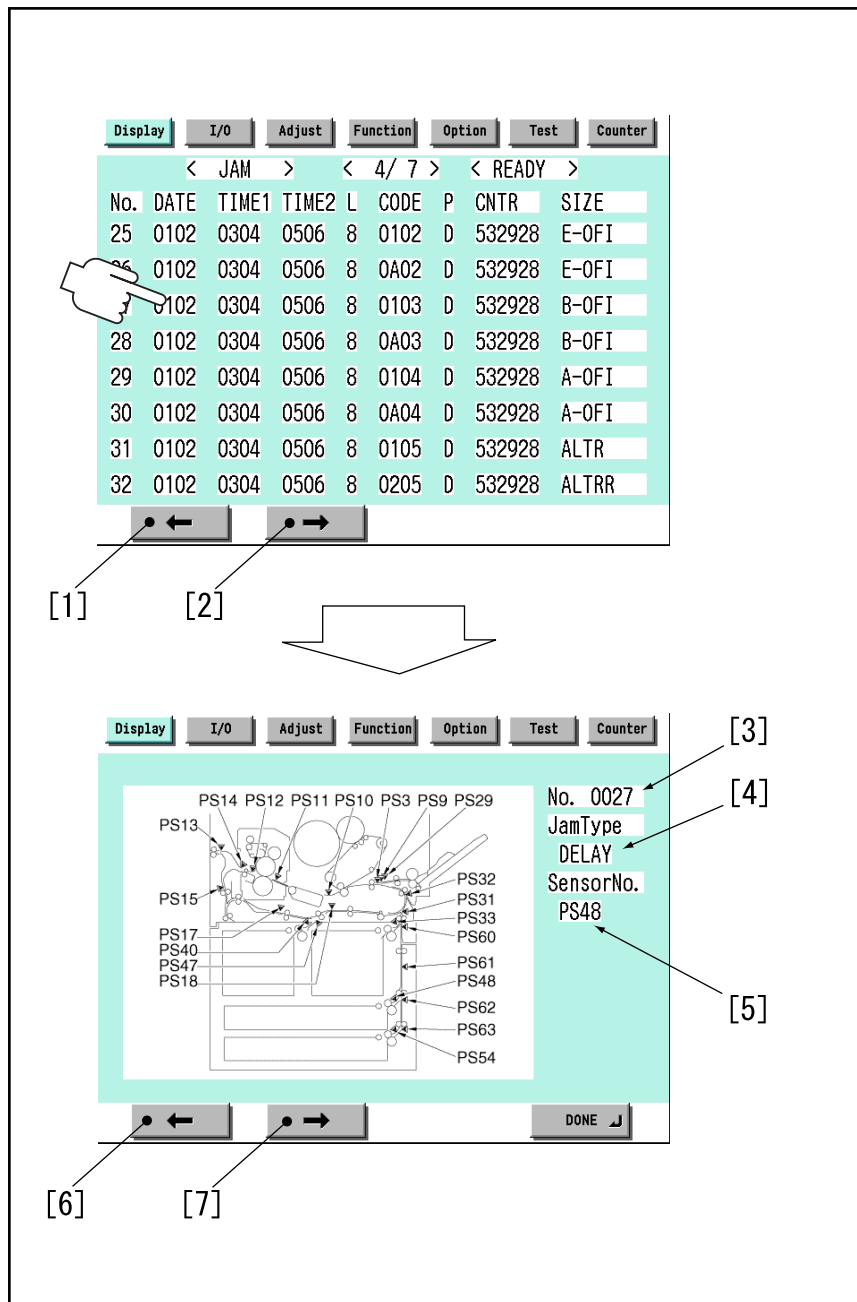 Display I/O Adjust Function Option Test Counter
< JAM > < 4/ 7 > < READY >
No. DATE TIME1 TIME2 L CODE P CNTR SIZE
25 0102 0304 0506 8 0102 D 532928 E-OFI
0102 0304 0506 8 0A02 D 532928 E-OFI
0102 0304 0506 8 0103 D 532928 B-OFI
28 0102 0304 0506 8 0A03 D 532928 B-OFI
29 0102 0304 0506 8 0104 D 532928 A-OFI
30 0102 0304 0506 8 0A04 D 532928 A-OFI
31 0102 0304 0506 8 0105 D 532928 ALTR
32 0102 0304 0506 8 0205 D 532928 ALTRR
[1] [2]
Display I/O Adjust Function Option Test Counter
[3]
No. 0027
[4]
JamType
DELAY
SensorNo.
PS48
[5]
PS14 PS12 PS11 PS10 PS3 PS9 PS29
PS13
PS15
PS17
PS40
PS47
PS18
PS32
PS31
PS33
PS60
PS61
PS48
PS62
PS63
PS54
DONE
[6] [7]